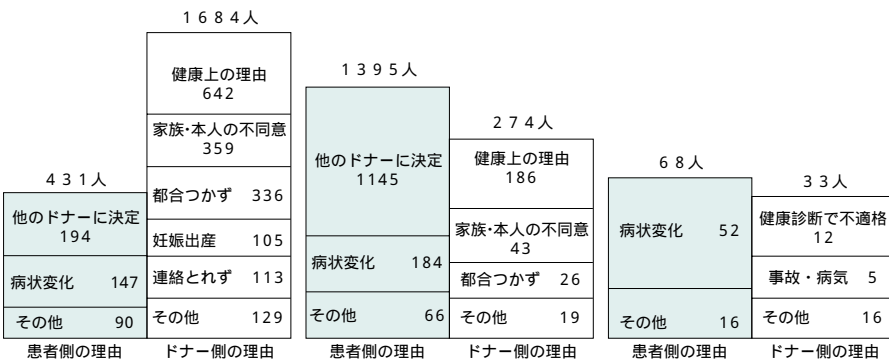 431人
他のドナーに決定
194
病状変化 147
その他 90
患者側の理由
1684人
健康上の理由
642
家族・本人の不同意
359
都合つかず 336
妊娠出産 105
連絡とれず 113
その他 129
ドナー側の理由
1395人
他のドナーに決定
1145
病状変化 184
その他 66
患者側の理由
274人
健康上の理由
186
家族・本人の不同意
43
都合つかず 26
その他 19
ドナー側の理由
68人
病状変化 52
その他 16
患者側の理由
33人
健康診断で不適格
12
事故・病気 5
その他 16
ドナー側の理由